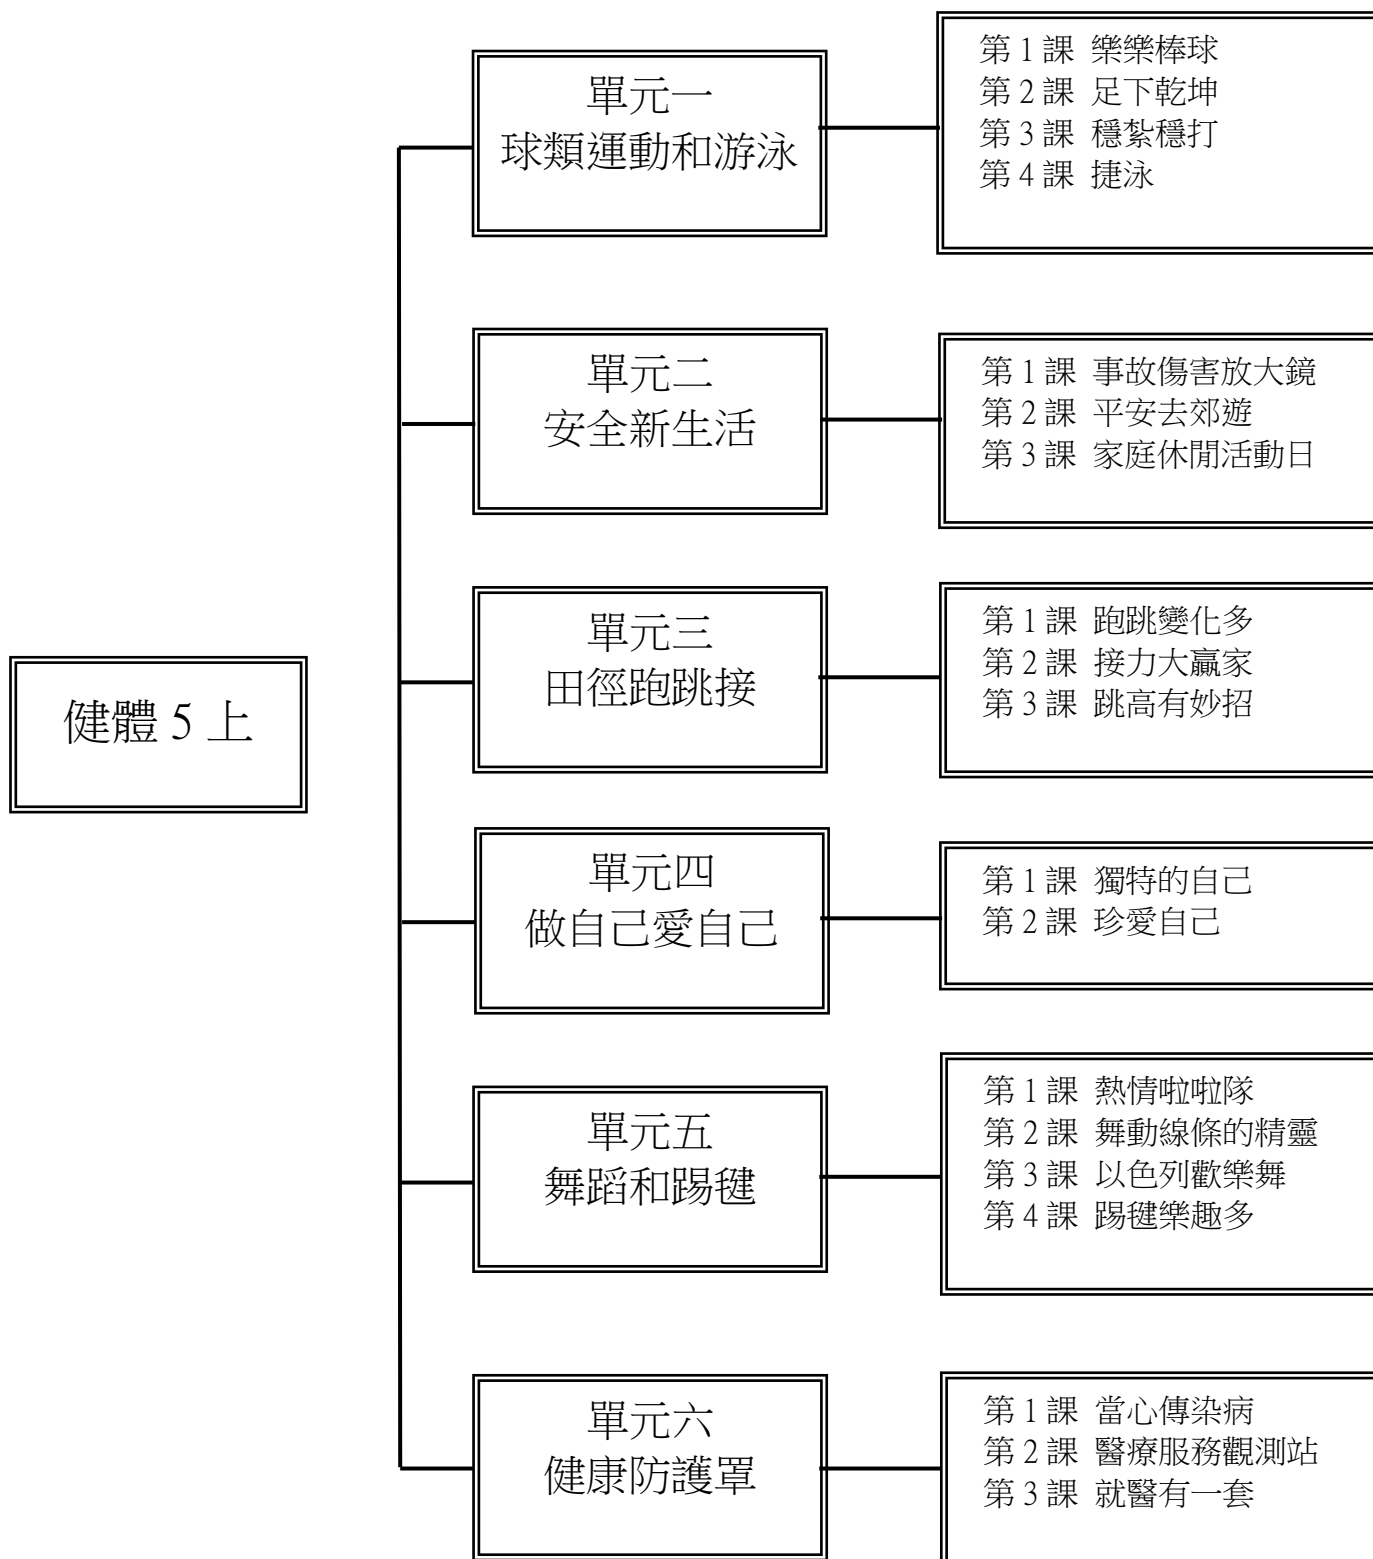 健體 5 上
單元一
球類運動和游泳
第 1 課 樂樂棒球
第 2 課 足下乾坤
第 3 課 穩紮穩打
第 4 課 捷泳
單元二
安全新生活
第 1 課 事故傷害放大鏡
第 2 課 平安去郊遊
第 3 課 家庭休閒活動日
單元三
田徑跑跳接
第 1 課 跑跳變化多
第 2 課 接力大贏家
第 3 課 跳高有妙招
單元四
做自己愛自己
第 1 課 獨特的自己
第 2 課 珍愛自己
單元五
舞蹈和踢毽
第 1 課 熱情啦啦隊
第 2 課 舞動線條的精靈
第 3 課 以色列歡樂舞
第 4 課 踢毽樂趣多
單元六
健康防護罩
第 1 課 當心傳染病
第 2 課 醫療服務觀測站
第 3 課 就醫有一套